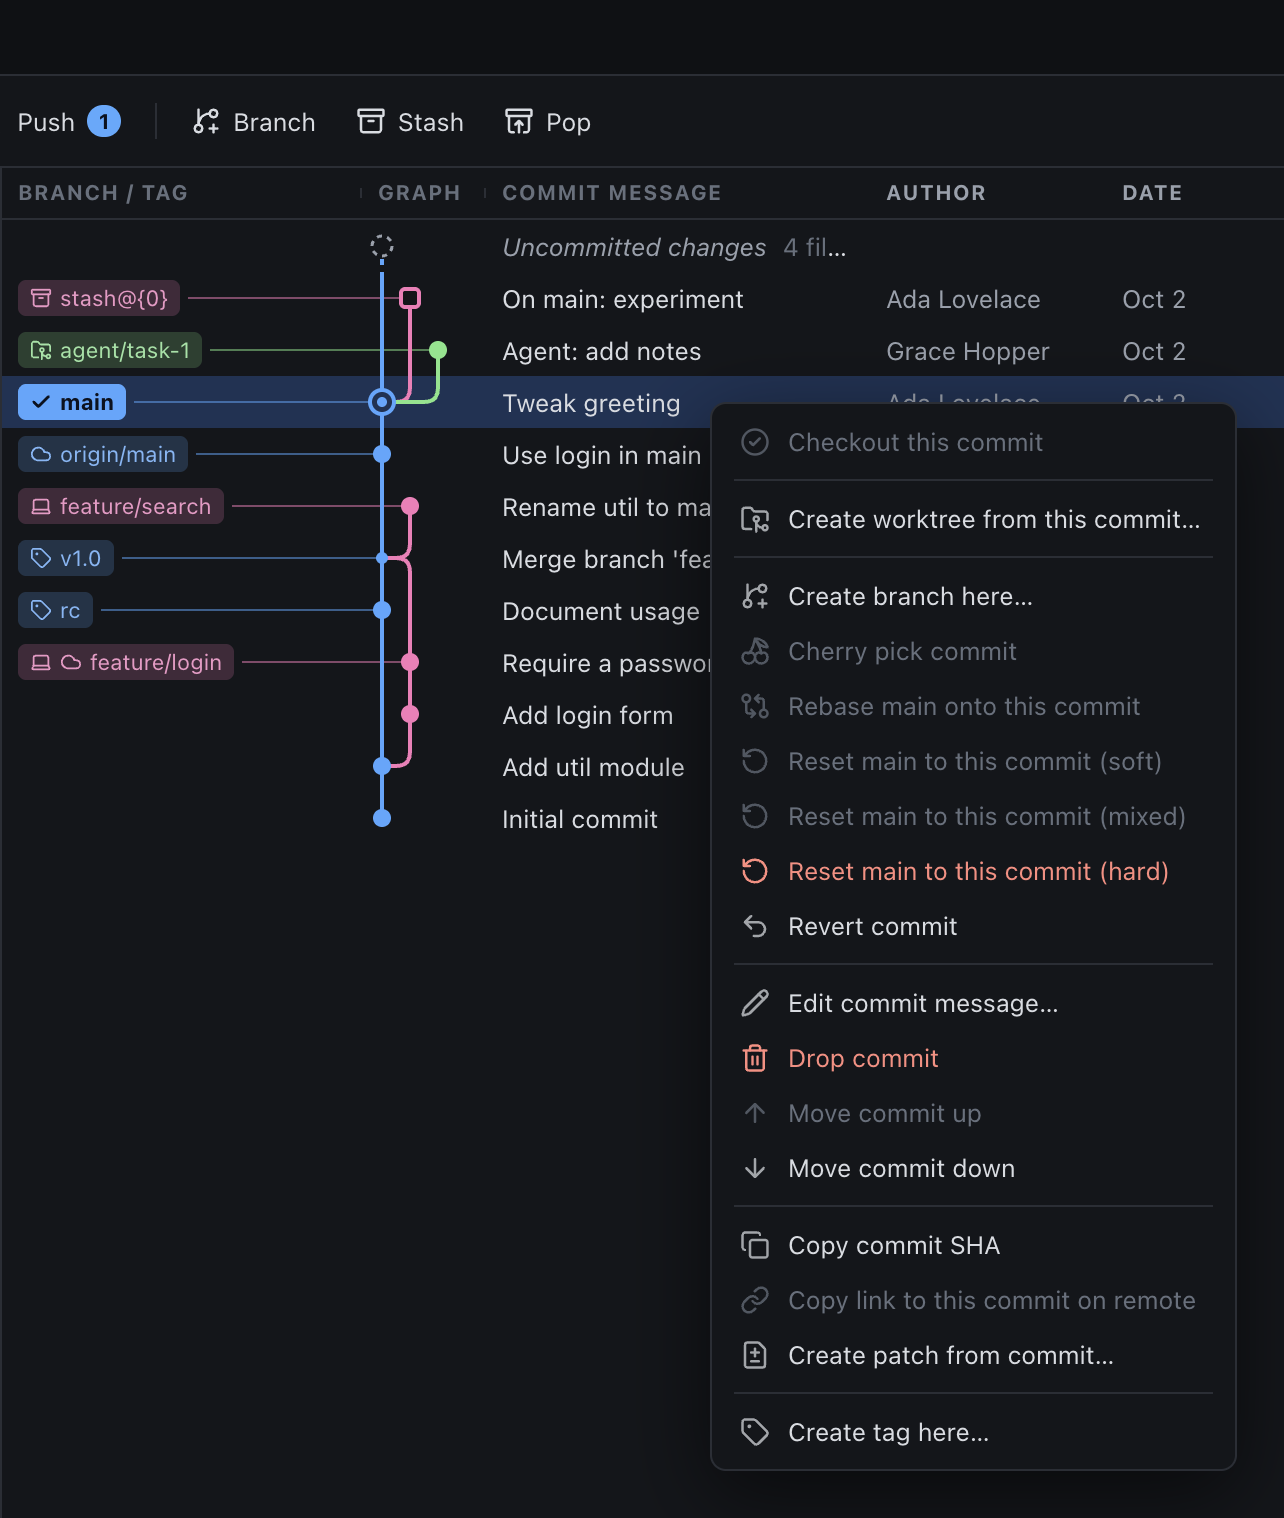 Push 1 Branch Stash Pop
BRANCH / TAG GRAPH COMMIT MESSAGE AUTHOR DATE
Uncommitted changes 4 fil...
stash@{0} On main: experiment Ada Lovelace Oct 2
agent/task-1 Agent: add notes Grace Hopper Oct 2
main Tweak greeting Ada Lovelace Oct 2
origin/main Use login in main
feature/search Rename util to ma
v1.0 Merge branch 'fea
rc Document usage
feature/login Require a passwor
Add login form
Add util module
Initial commit
Checkout this commit
Create worktree from this commit...
Create branch here...
Cherry pick commit
Rebase main onto this commit
Reset main to this commit (soft)
Reset main to this commit (mixed)
Reset main to this commit (hard)
Revert commit
Edit commit message...
Drop commit
Move commit up
Move commit down
Copy commit SHA
Copy link to this commit on remote
Create patch from commit...
Create tag here...